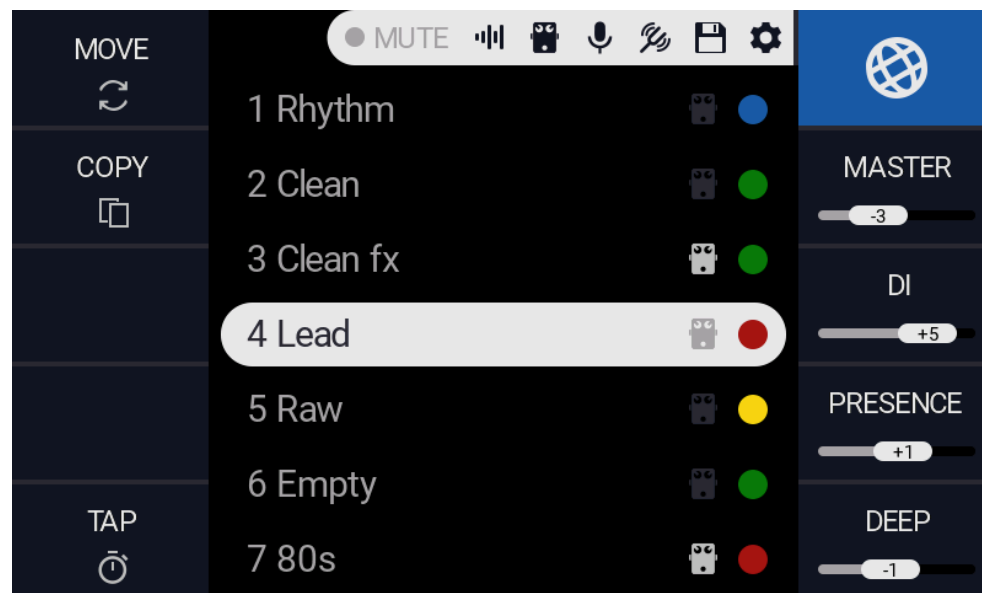 MOVE
COPY
TAP
MUTE
1 Rhythm
2 Clean
3 Clean fx
4 Lead
5 Raw
6 Empty
7 80s
MASTER
-3
DI
+5
PRESENCE
+1
DEEP
-1